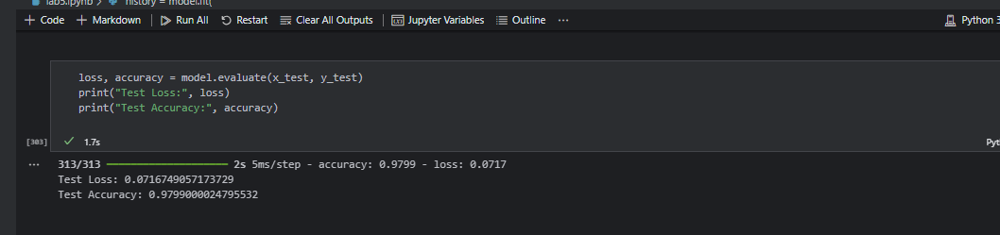 lab5.ipynb > history = model.fit(
+ Code + Markdown | Run All Restart Clear All Outputs | Jupyter Variables Outline ... Python 3
loss, accuracy = model.evaluate(x_test, y_test)
print("Test Loss:", loss)
print("Test Accuracy:", accuracy)
[303] ✓ 1.7s Pyt
... 313/313 ━━━━━━━━━━━━━━━━━━━━ 2s 5ms/step - accuracy: 0.9799 - loss: 0.0717
Test Loss: 0.0716749057173729
Test Accuracy: 0.9799000024795532